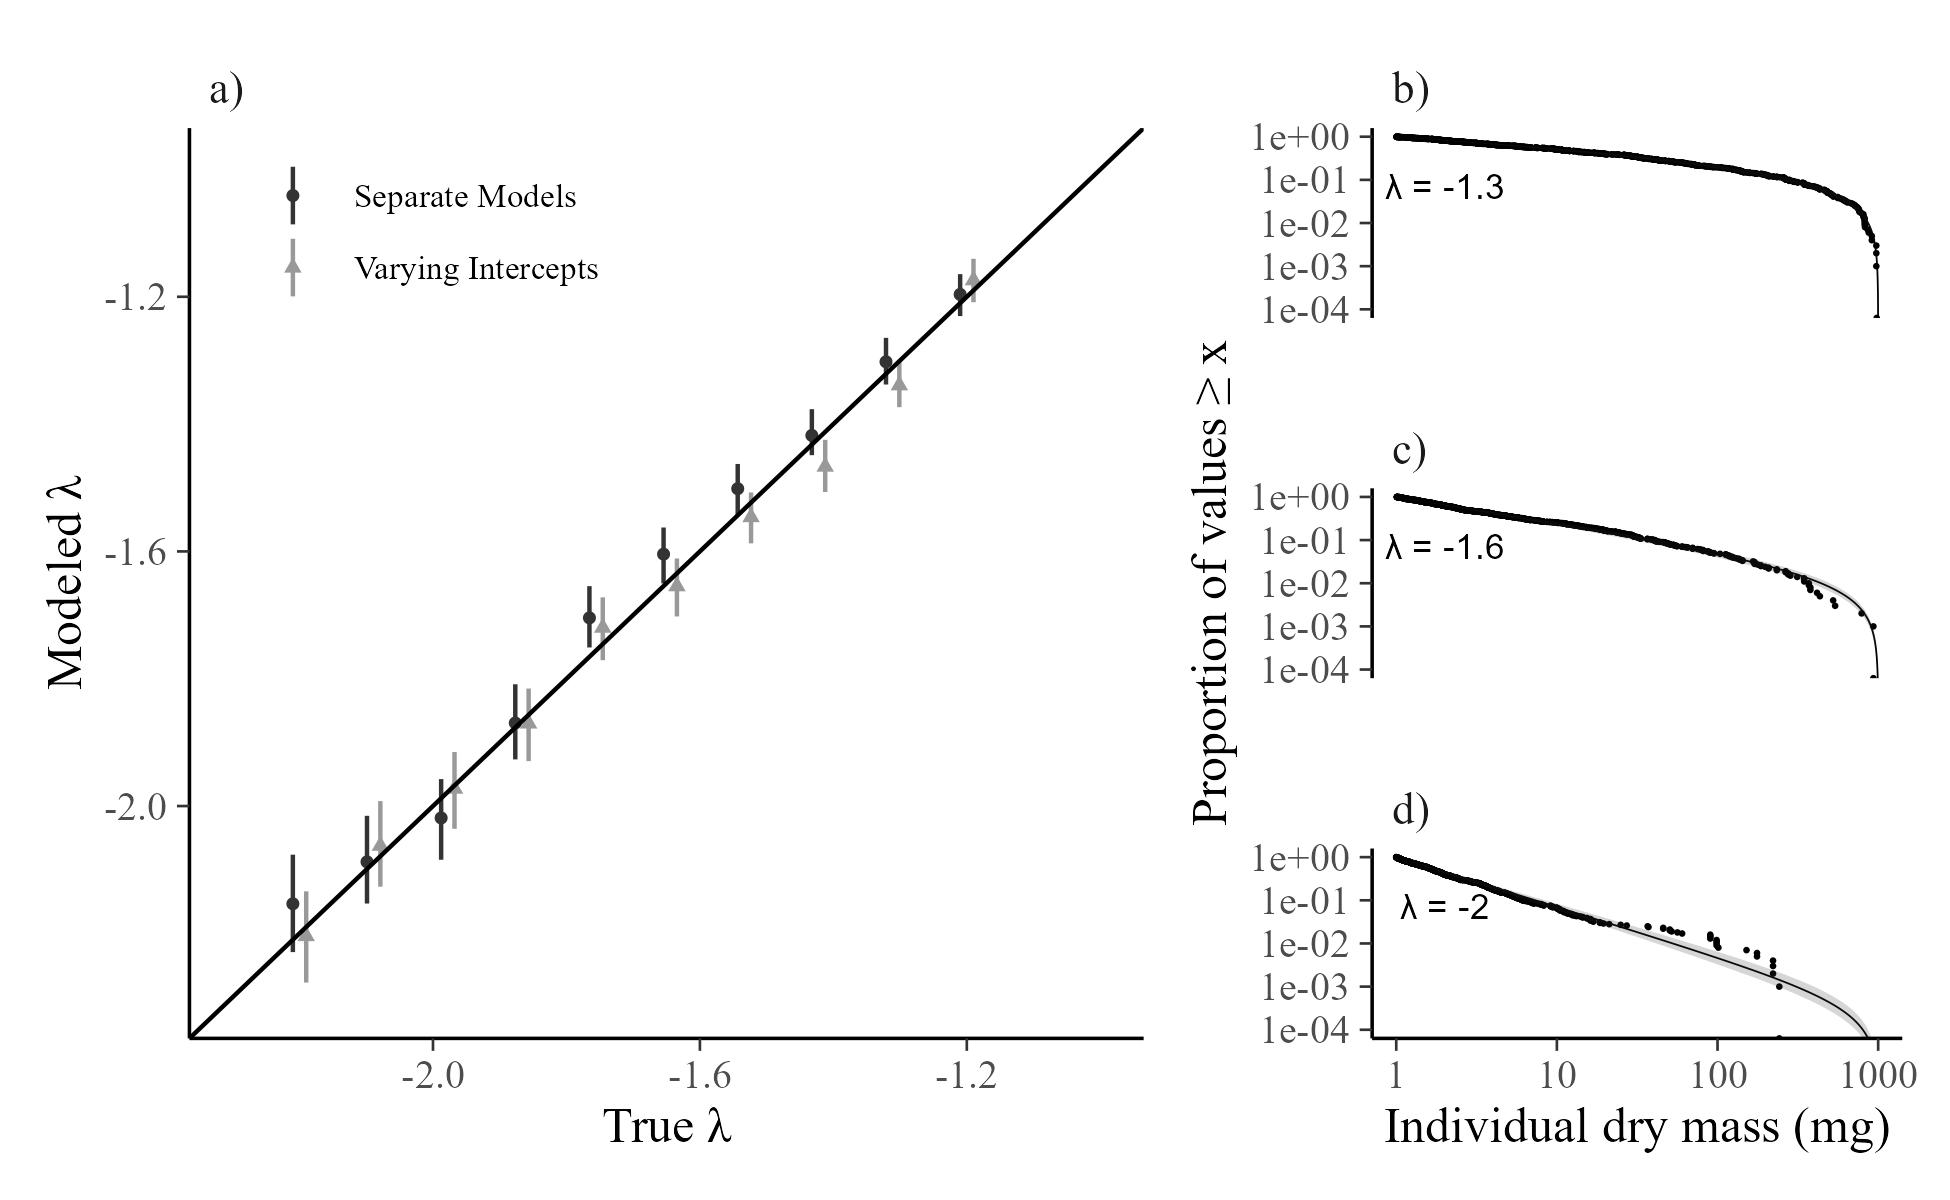 a)
Separate Models
Varying Intercepts
-1.2
-1.6
-2.0
Modeled λ
-2.0
-1.6
-1.2
True λ
Proportion of values ≥ x
b)
1e+00
1e-01
1e-02
1e-03
1e-04
λ = -1.3
c)
1e+00
1e-01
1e-02
1e-03
1e-04
λ = -1.6
d)
1e+00
1e-01
1e-02
1e-03
1e-04
λ = -2
1
10
100
1000
Individual dry mass (mg)